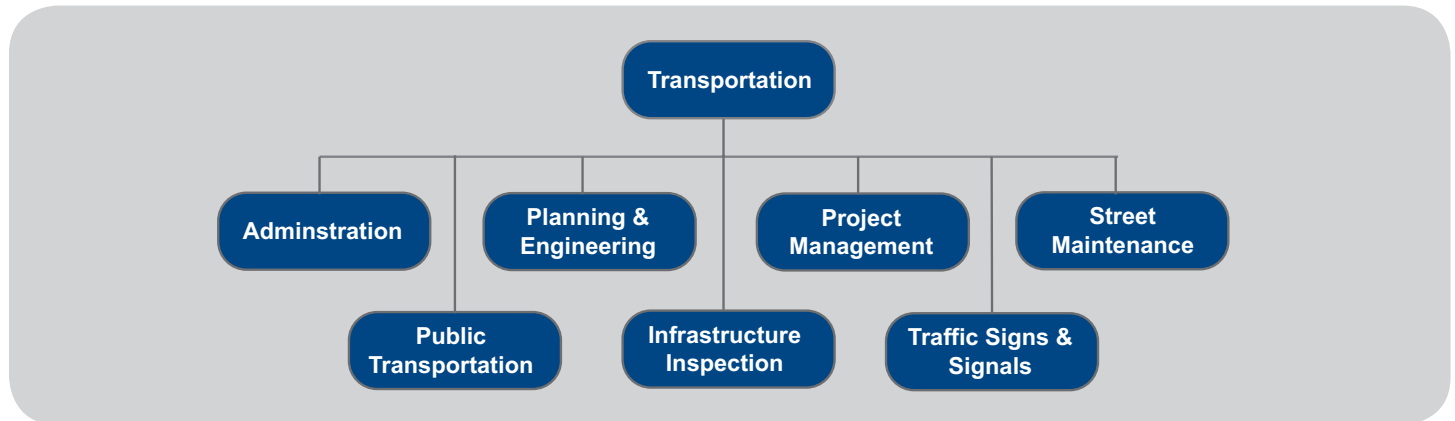 Transportation
Adminstration
Planning &
Engineering
Project
Management
Street
Maintenance
Public
Transportation
Infrastructure
Inspection
Traffic Signs &
Signals